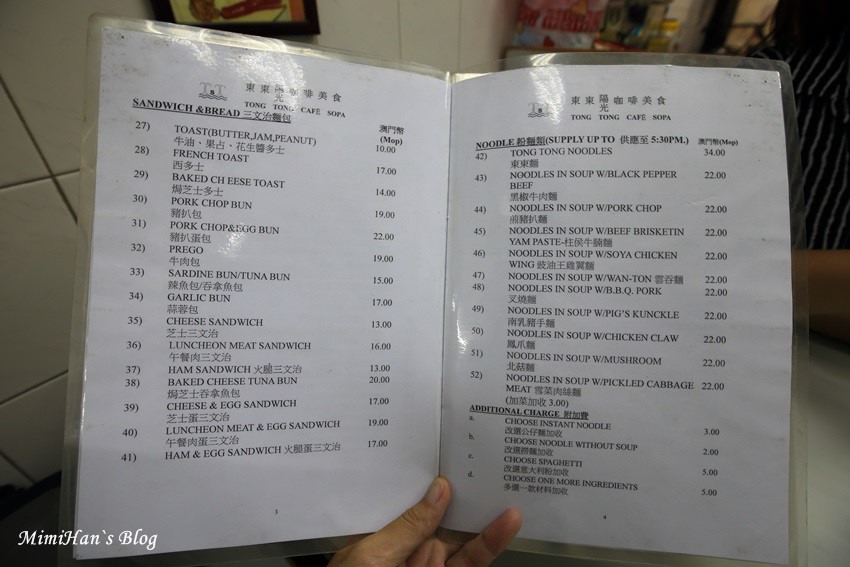 東東陽光咖啡美食
TONG TONG CAFÉ SOPA
SANDWICH &BREAD 三文治麵包
澳門幣
(Mop)
27) TOAST(BUTTER,JAM,PEANUT) 10.00
牛油、果占、花生醬多士
28) FRENCH TOAST 17.00
西多士
29) BAKED CH EESE TOAST 14.00
焗芝士多士
30) PORK CHOP BUN 19.00
豬扒包
31) PORK CHOP&EGG BUN 22.00
豬扒蛋包
32) PREGO 19.00
牛肉包
33) SARDINE BUN/TUNA BUN 15.00
辣魚包/吞拿魚包
34) GARLIC BUN 17.00
蒜蓉包
35) CHEESE SANDWICH 13.00
芝士三文治
36) LUNCHEON MEAT SANDWICH 16.00
午餐肉三文治
37) HAM SANDWICH 火腿三文治 13.00
38) BAKED CHEESE TUNA BUN 20.00
焗芝士吞拿魚包
39) CHEESE & EGG SANDWICH 17.00
芝士蛋三文治
40) LUNCHEON MEAT & EGG SANDWICH 19.00
午餐肉蛋三文治
41) HAM & EGG SANDWICH 火腿蛋三文治 17.00
3
東東陽光咖啡美食
TONG TONG CAFÉ SOPA
NOODLE 粉麵類(SUPPLY UP TO 供應至 5:30PM.) 澳門幣(Mop)
42) TONG TONG NOODLES 34.00
東東麵
43) NOODLES IN SOUP W/BLACK PEPPER 22.00
BEEF
黑椒牛肉麵
44) NOODLES IN SOUP W/PORK CHOP 22.00
煎豬扒麵
45) NOODLES IN SOUP W/BEEF BRISKETIN 22.00
YAM PASTE-柱侯牛腩麵
46) NOODLES IN SOUP W/SOYA CHICKEN 22.00
WING 豉油王雞翼麵
47) NOODLES IN SOUP W/WAN-TON 雲吞麵 22.00
48) NOODLES IN SOUP W/B.B.Q. PORK 22.00
叉燒麵
49) NOODLES IN SOUP W/PIG'S KUNCKLE 22.00
南乳豬手麵
50) NOODLES IN SOUP W/CHICKEN CLAW 22.00
鳳爪麵
51) NOODLES IN SOUP W/MUSHROOM 22.00
北菇麵
52) NOODLES IN SOUP W/PICKLED CABBAGE 22.00
MEAT 雪菜肉絲麵
(加菜加收 3.00)
ADDITIONAL CHARGE 附加費
a. CHOOSE INSTANT NOODLE 3.00
改選公仔麵加收
b. CHOOSE NOODLE WITHOUT SOUP 2.00
改選撈麵加收
c. CHOOSE SPAGHETTI 5.00
改選意大利粉加收
d. CHOOSE ONE MORE INGREDIENTS 5.00
多選一款材料加收
4
MimiHan`s Blog